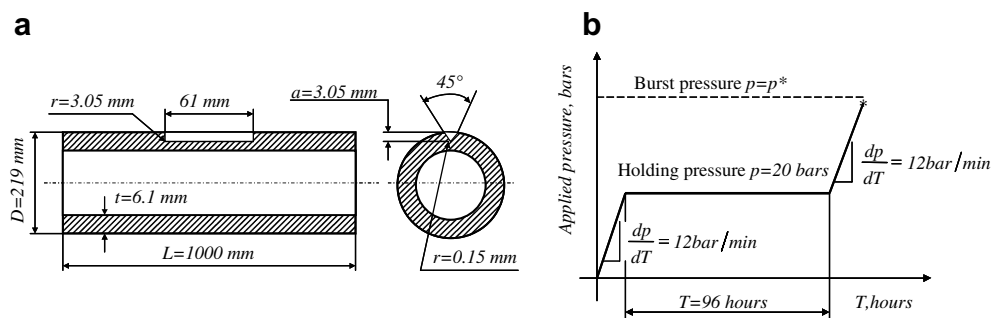 a
r=3.05 mm
61 mm
a=3.05 mm
45°
D=219 mm
t=6.1 mm
L=1000 mm
r=0.15 mm
b
Applied pressure, bars
Burst pressure p=p*
*
Holding pressure p=20 bars
dp/dT = 12bar/min
dp/dT = 12bar/min
T=96 hours
T,hours